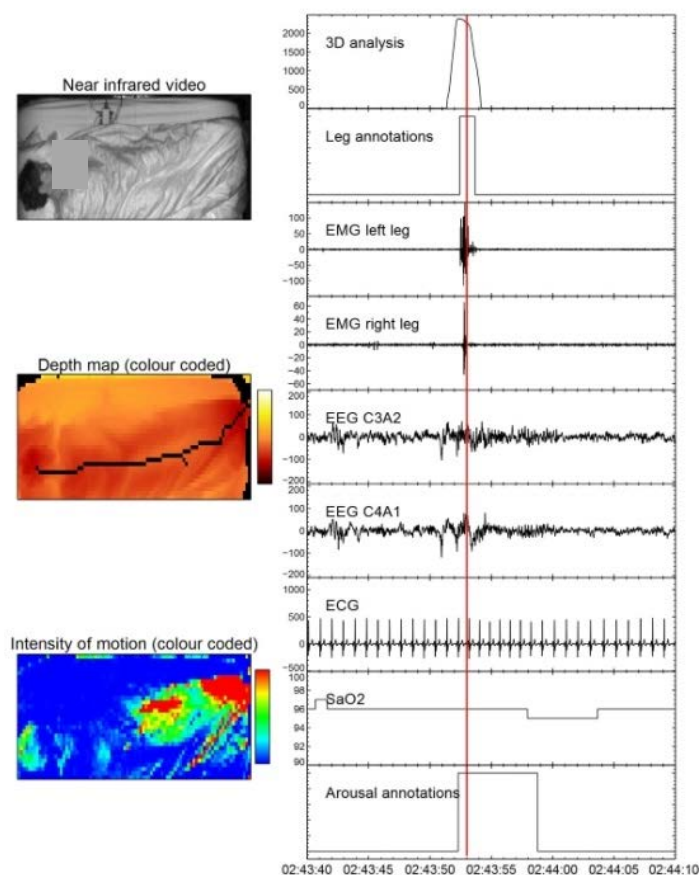 Near infrared video
Depth map (colour coded)
Intensity of motion (colour coded)
3D analysis
2500
2000
1500
1000
500
0
Leg annotations
EMG left leg
100
50
0
−50
−100
EMG right leg
60
40
20
0
−20
−40
−60
EEG C3A2
200
100
0
−100
−200
EEG C4A1
200
100
0
−100
−200
ECG
1000
500
0
−500
SaO2
100
98
96
94
92
90
Arousal annotations
02:43:40 02:43:45 02:43:50 02:43:55 02:44:00 02:44:05 02:44:10